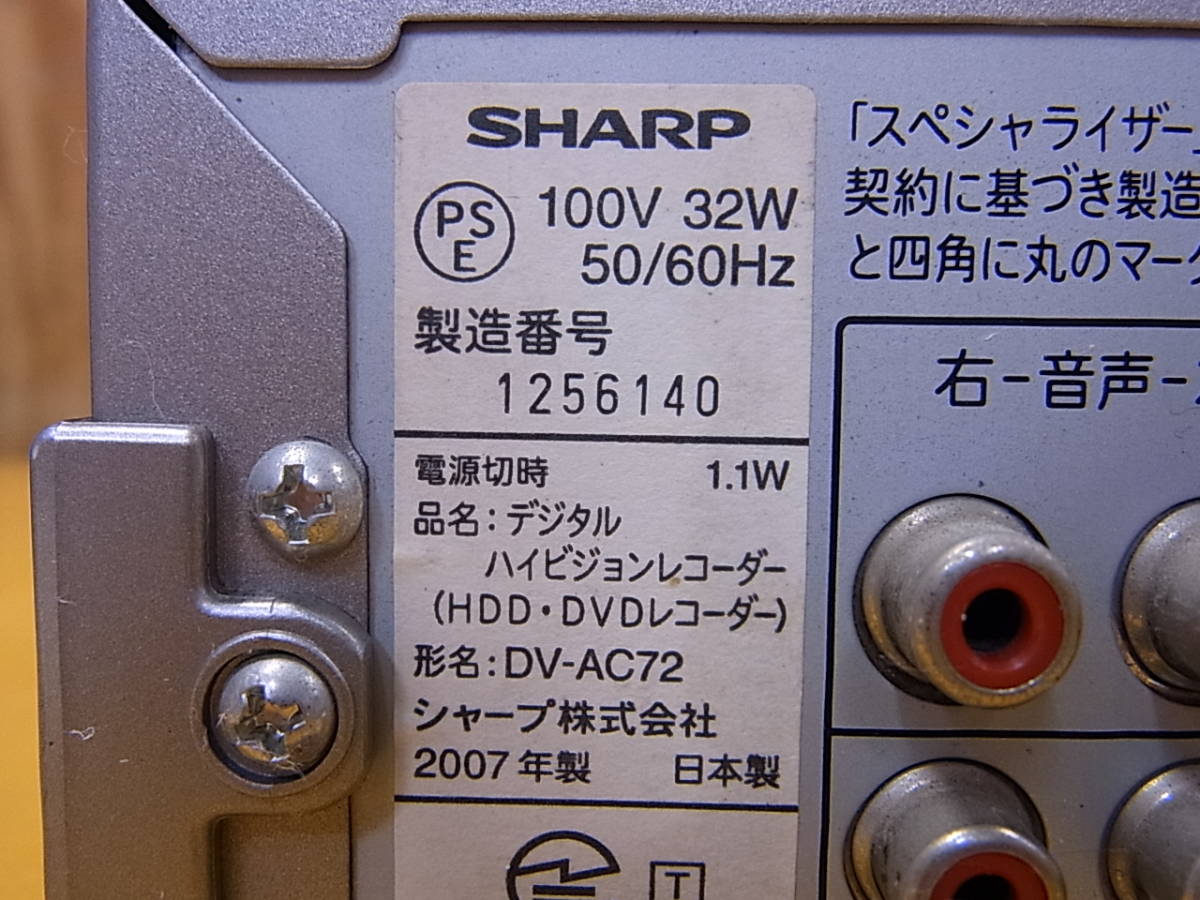 SHARP
PS
E
100V 32W
50/60Hz
製造番号
1256140
電源切時 1.1W
品名：デジタル
ハイビジョンレコーダー
(HDD・DVDレコーダー)
形名：DV-AC72
シャープ株式会社
2007年製 日本製
T
「スペシャライザー」
契約に基づき製造
と四角に丸のマーク
右－音声－